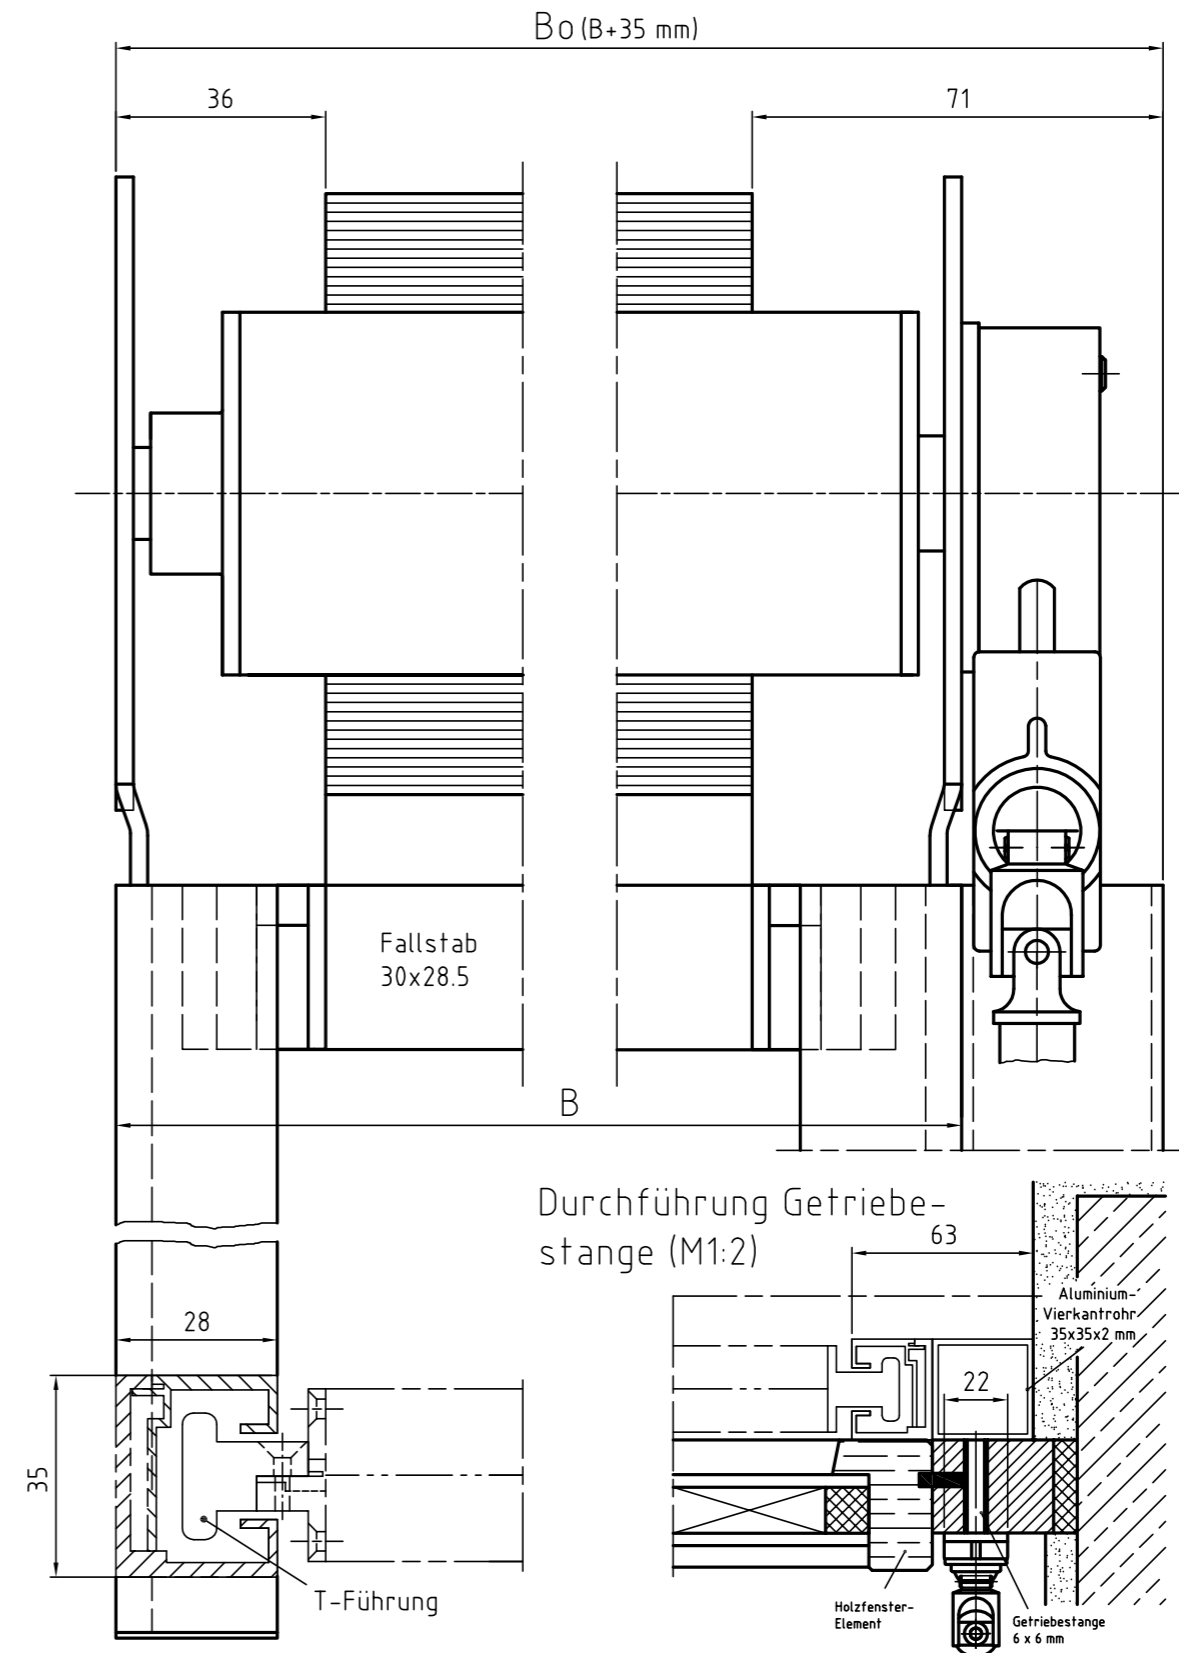 Bo (B+35 mm)
36
71
Fallstab
30x28.5
B
Durchführung Getriebe-
stange (M1:2)
63
Aluminium-
Vierkantrohr
35x35x2 mm
28
22
35
T-Führung
Holzfenster-
Element
Getriebestange
6 x 6 mm